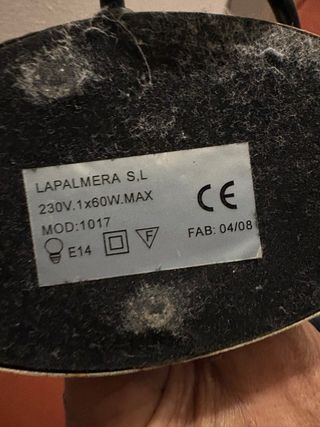 LAPALMERA S,L
230V.1x60W.MAX
MOD:1017
E14 F
CE
FAB: 04/08